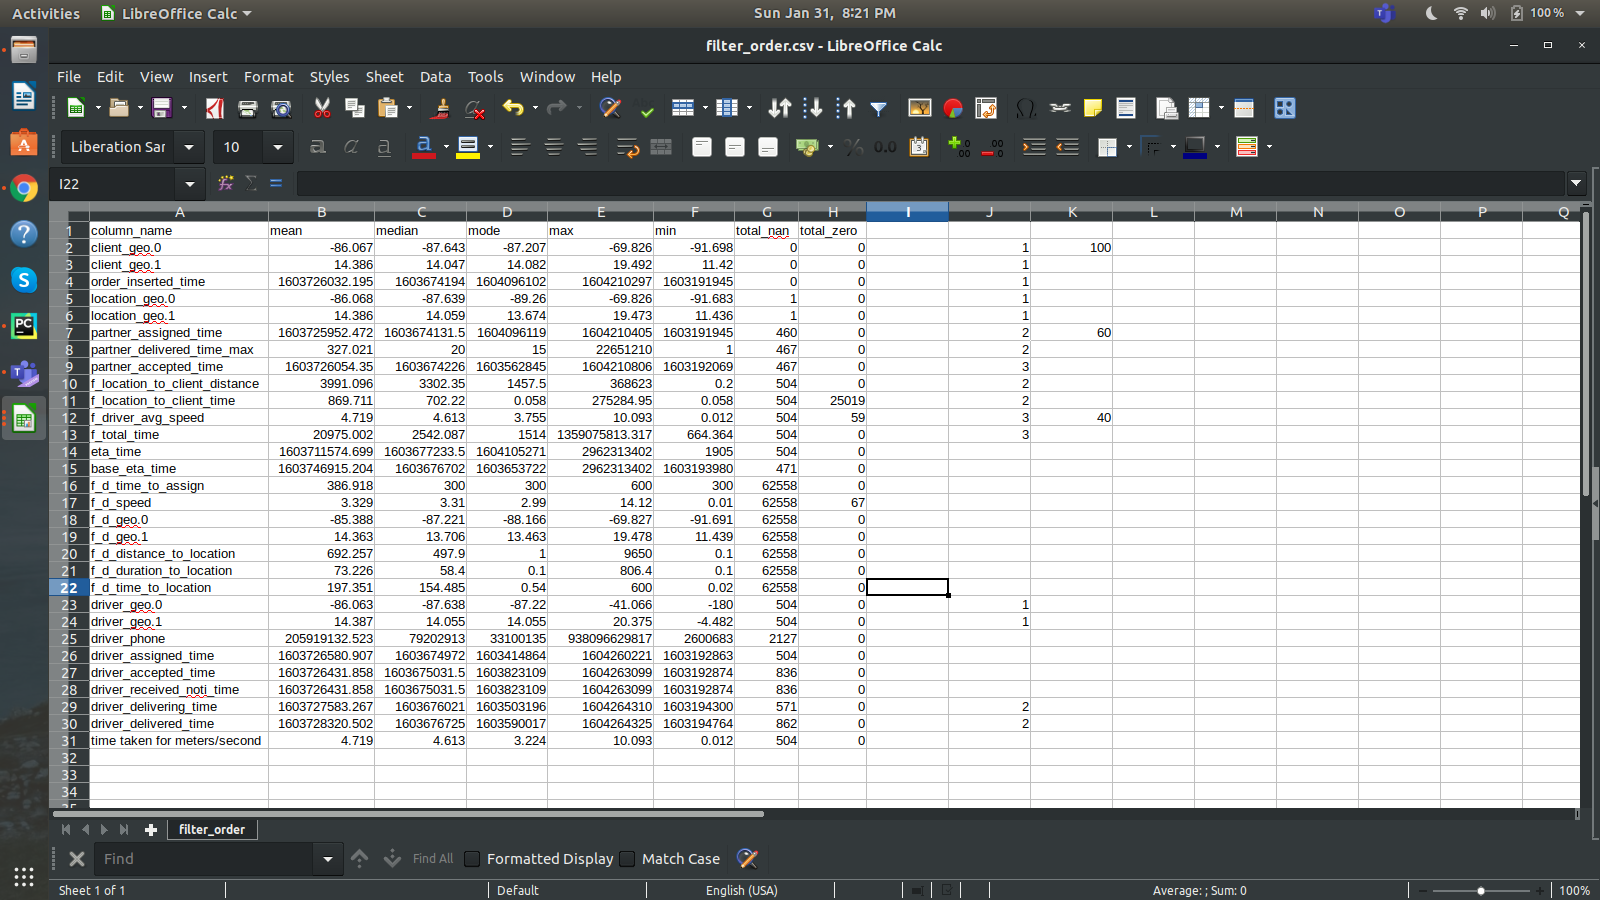 Activities LibreOffice Calc Sun Jan 31, 8:21 PM 100 %
filter_order.csv - LibreOffice Calc
File Edit View Insert Format Styles Sheet Data Tools Window Help
Liberation Sar 10
I22
A B C D E F G H I J K L M N O P Q
1 column_name mean median mode max min total_nan total_zero
2 client_geo.0 -86.067 -87.643 -87.207 -69.826 -91.698 0 0 1 100
3 client_geo.1 14.386 14.047 14.082 19.492 11.42 0 0 1
4 order_inserted_time 1603726032.195 1603674194 1604096102 1604210297 1603191945 0 0 1
5 location_geo.0 -86.068 -87.639 -89.26 -69.826 -91.683 1 0 1
6 location_geo.1 14.386 14.059 13.674 19.473 11.436 1 0 1
7 partner_assigned_time 1603725952.472 1603674131.5 1604096119 1604210405 1603191945 460 0 2 60
8 partner_delivered_time_max 327.021 20 15 22651210 1 467 0 2
9 partner_accepted_time 1603726054.35 1603674226 1603562845 1604210806 1603192069 467 0 3
10 f_location_to_client_distance 3991.096 3302.35 1457.5 368623 0.2 504 0 2
11 f_location_to_client_time 869.711 702.22 0.058 275284.95 0.058 504 25019 2
12 f_driver_avg_speed 4.719 4.613 3.755 10.093 0.012 504 59 3 40
13 f_total_time 20975.002 2542.087 1514 1359075813.317 664.364 504 0 3
14 eta_time 1603711574.699 1603677233.5 1604105271 2962313402 1905 504 0
15 base_eta_time 1603746915.204 1603676702 1603653722 2962313402 1603193980 471 0
16 f_d_time_to_assign 386.918 300 300 600 300 62558 0
17 f_d_speed 3.329 3.31 2.99 14.12 0.01 62558 67
18 f_d_geo.0 -85.388 -87.221 -88.166 -69.827 -91.691 62558 0
19 f_d_geo.1 14.363 13.706 13.463 19.478 11.439 62558 0
20 f_d_distance_to_location 692.257 497.9 1 9650 0.1 62558 0
21 f_d_duration_to_location 73.226 58.4 0.1 806.4 0.1 62558 0
22 f_d_time_to_location 197.351 154.485 0.54 600 0.02 62558 0
23 driver_geo.0 -86.063 -87.638 -87.22 -41.066 -180 504 0 1
24 driver_geo.1 14.387 14.055 14.055 20.375 -4.482 504 0 1
25 driver_phone 205919132.523 79202913 33100135 938096629817 2600683 2127 0
26 driver_assigned_time 1603726580.907 1603674972 1603414864 1604260221 1603192863 504 0
27 driver_accepted_time 1603726431.858 1603675031.5 1603823109 1604263099 1603192874 836 0
28 driver_received_noti_time 1603726431.858 1603675031.5 1603823109 1604263099 1603192874 836 0
29 driver_delivering_time 1603727583.267 1603676021 1603503196 1604264310 1603194300 571 0 2
30 driver_delivered_time 1603728320.502 1603676725 1603590017 1604264325 1603194764 862 0 2
31 time taken for meters/second 4.719 4.613 3.224 10.093 0.012 504 0
32
33
34
35
filter_order
Find Find All Formatted Display Match Case
Sheet 1 of 1 Default English (USA) Average: ; Sum: 0 100%